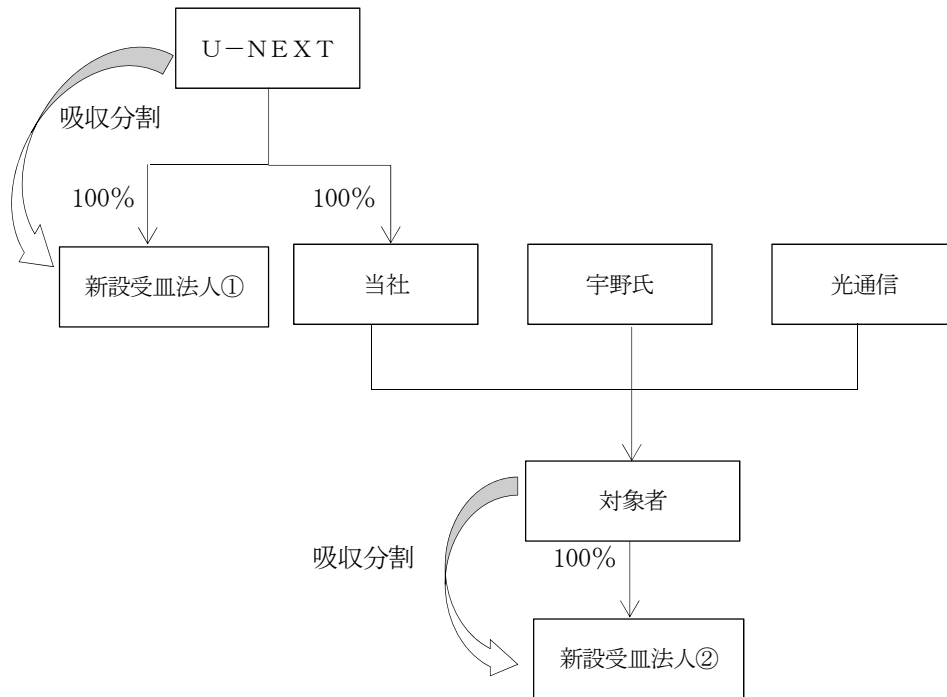 U-NEXT
吸収分割
100%
100%
新設受皿法人①
当社
宇野氏
光通信
対象者
吸収分割
100%
新設受皿法人②